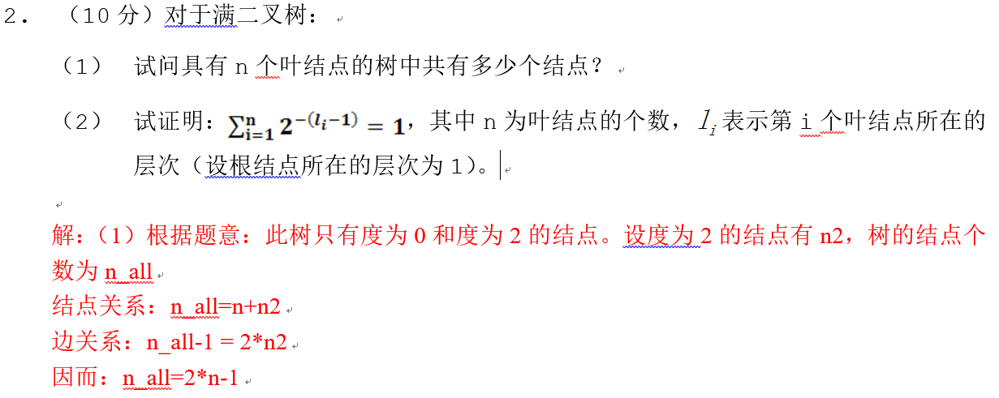 2. （10 分）对于满二叉树：
（1） 试问具有 n 个叶结点的树中共有多少个结点？
（2） 试证明：∑_{i=1}^{n} 2^{-(l_i-1)} = 1，其中 n 为叶结点的个数，l_i 表示第 i 个叶结点所在的
层次（设根结点所在的层次为 1）。
解：（1）根据题意：此树只有度为 0 和度为 2 的结点。设度为 2 的结点有 n2，树的结点个
数为 n_all
结点关系：n_all=n+n2
边关系：n_all-1 = 2*n2
因而：n_all=2*n-1